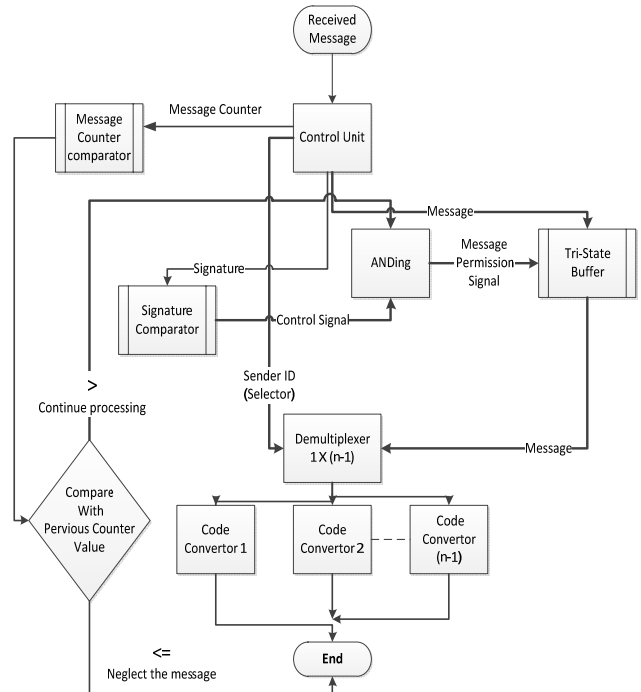 Received
Message
Message Counter
Message
Counter
comparator
Control Unit
Message
ANDing
Message
Permission
Signal
Tri-State
Buffer
Signature
Signature
Comparator
Control Signal
>
Continue processing
Sender ID
(Selector)
Demultiplexer
1 X (n-1)
Message
Compare
With
Pervious Counter
Value
Code
Convertor 1
Code
Convertor 2
Code
Convertor
(n-1)
<=
Neglect the message
End